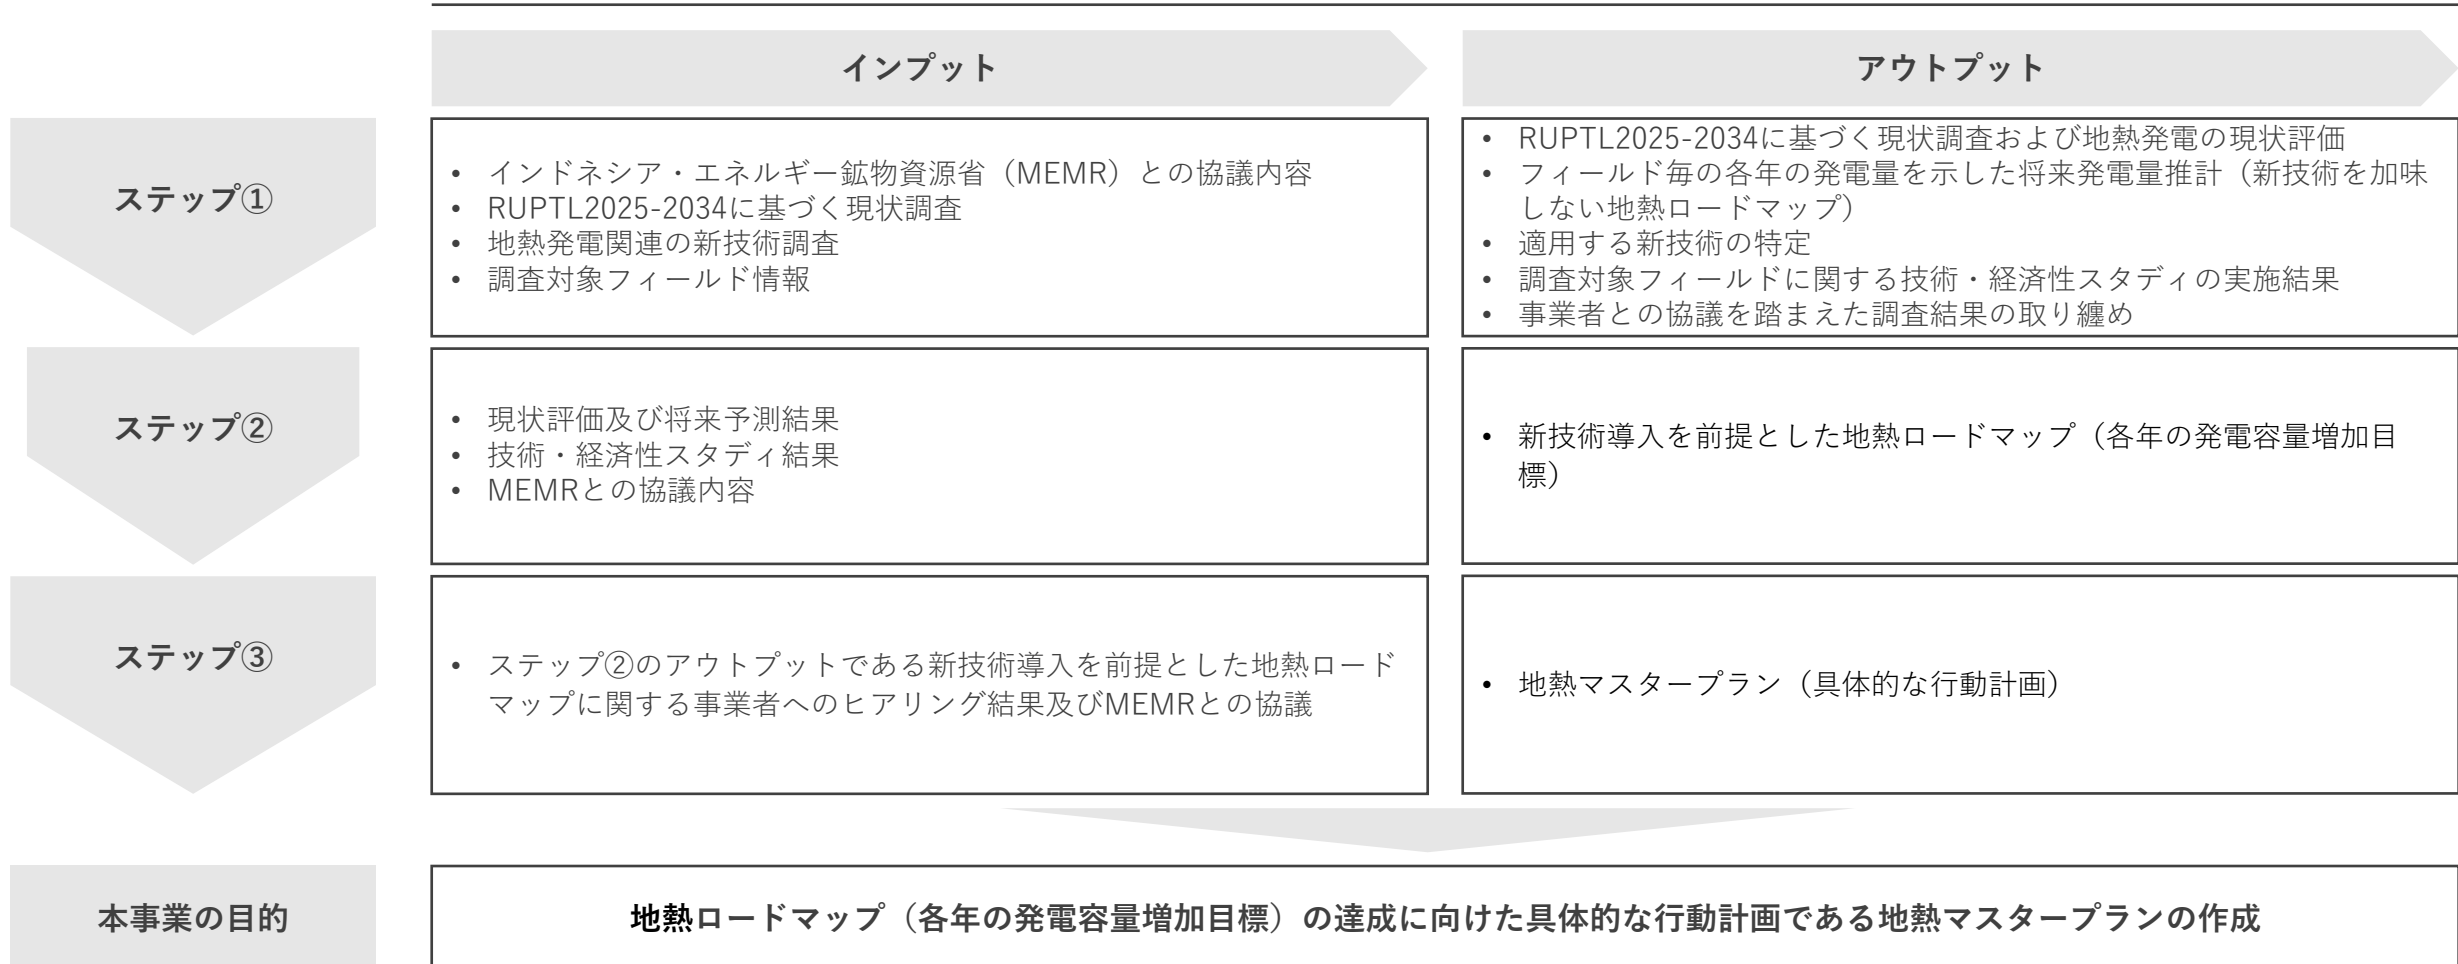 インプット
アウトプット
ステップ①
• インドネシア・エネルギー鉱物資源省（MEMR）との協議内容
• RUPTL2025-2034に基づく現状調査
• 地熱発電関連の新技術調査
• 調査対象フィールド情報
• RUPTL2025-2034に基づく現状調査および地熱発電の現状評価
• フィールド毎の各年の発電量を示した将来発電量推計（新技術を加味
しない地熱ロードマップ）
• 適用する新技術の特定
• 調査対象フィールドに関する技術・経済性スタディの実施結果
• 事業者との協議を踏まえた調査結果の取り纏め
ステップ②
• 現状評価及び将来予測結果
• 技術・経済性スタディ結果
• MEMRとの協議内容
• 新技術導入を前提とした地熱ロードマップ（各年の発電容量増加目
標）
ステップ③
• ステップ②のアウトプットである新技術導入を前提とした地熱ロード
マップに関する事業者へのヒアリング結果及びMEMRとの協議
• 地熱マスタープラン（具体的な行動計画）
本事業の目的
地熱ロードマップ（各年の発電容量増加目標）の達成に向けた具体的な行動計画である地熱マスタープランの作成